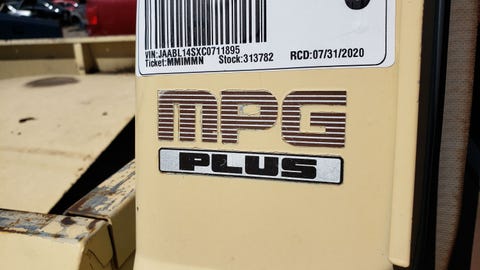 VIN:JAABL14SXC0711895
Ticket:MMIMMN Stock:313782 RCD:07/31/2020
MPG
PLUS